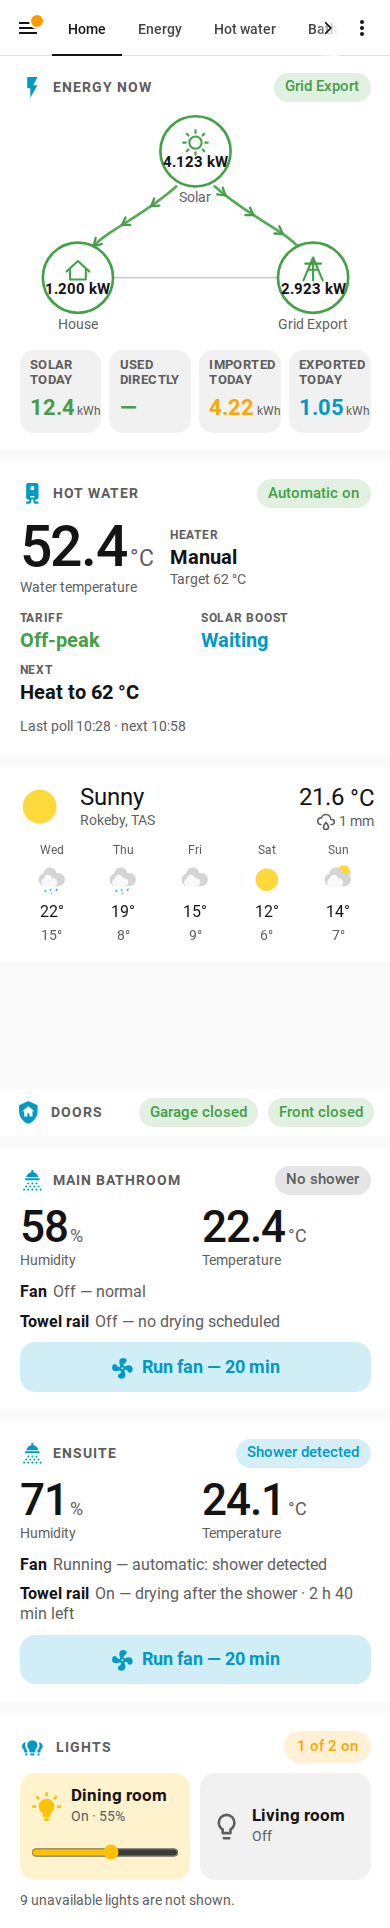 Home Energy Hot water
ENERGY NOW Grid Export
4.123 kW
Solar
1.200 kW 2.923 kW
House Grid Export
SOLAR TODAY USED DIRECTLY IMPORTED TODAY EXPORTED TODAY
12.4 kWh — 4.22 kWh 1.05 kWh
HOT WATER Automatic on
52.4 °C
Water temperature
HEATER
Manual
Target 62 °C
TARIFF SOLAR BOOST
Off-peak Waiting
NEXT
Heat to 62 °C
Last poll 10:28 · next 10:58
Sunny 21.6 °C
Rokeby, TAS 1 mm
Wed Thu Fri Sat Sun
22° 19° 15° 12° 14°
15° 8° 9° 6° 7°
DOORS Garage closed Front closed
MAIN BATHROOM No shower
58 % 22.4 °C
Humidity Temperature
Fan Off — normal
Towel rail Off — no drying scheduled
Run fan — 20 min
ENSUITE Shower detected
71 % 24.1 °C
Humidity Temperature
Fan Running — automatic: shower detected
Towel rail On — drying after the shower · 2 h 40
min left
Run fan — 20 min
LIGHTS 1 of 2 on
Dining room
On · 55%
Living room
Off
9 unavailable lights are not shown.